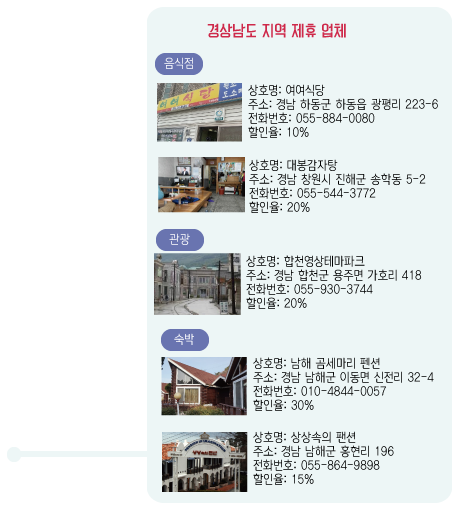 경상남도 지역 제휴 업체
음식점
여여식당
상호명: 여여식당
주소: 경남 하동군 하동읍 광평리 223-6
전화번호: 055-884-0080
할인율: 10%
상호명: 대봉감자탕
주소: 경남 창원시 진해군 송학동 5-2
전화번호: 055-544-3772
할인율: 20%
관광
상호명: 합천영상테마파크
주소: 경남 합천군 용주면 가호리 418
전화번호: 055-930-3744
할인율: 20%
숙박
상호명: 남해 곰세마리 펜션
주소: 경남 남해군 이동면 신전리 32-4
전화번호: 010-4844-0057
할인율: 30%
상호명: 상상속의 팬션
주소: 경남 남해군 홍현리 196
전화번호: 055-864-9898
할인율: 15%